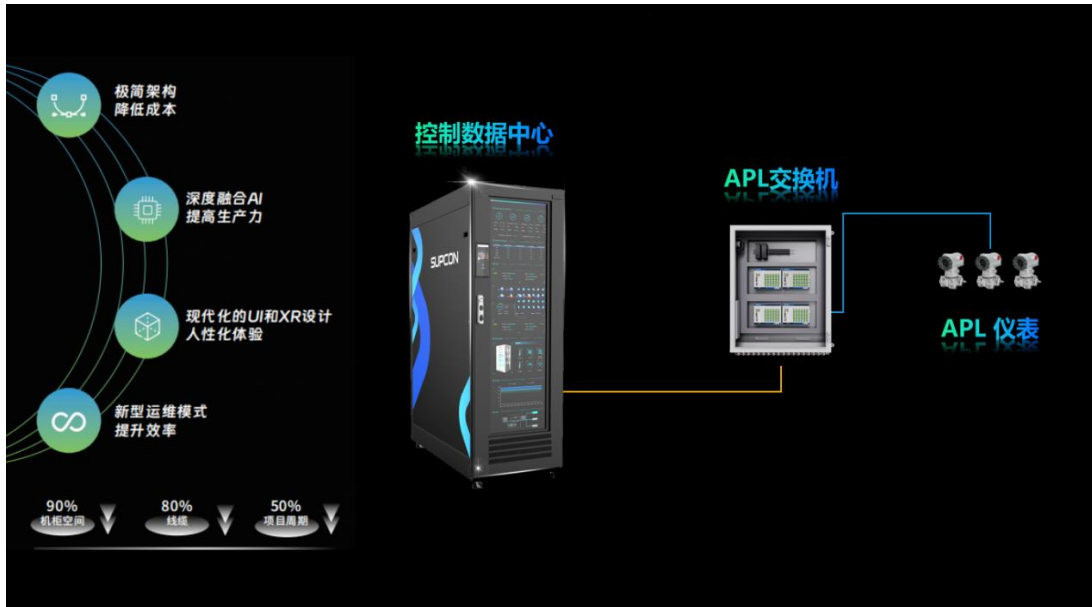 极简架构
降低成本
深度融合AI
提高生产力
现代化的UI和XR设计
人性化体验
新型运维模式
提升效率
90%
机柜空间
80%
线缆
50%
项目周期
控制数据中心
SUPCON
APL交换机
APL 仪表